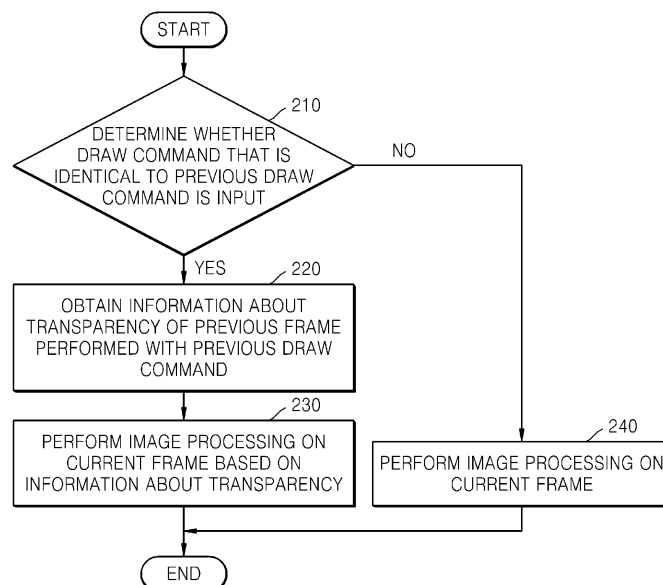 START
210
DETERMINE WHETHER
DRAW COMMAND THAT IS
IDENTICAL TO PREVIOUS DRAW
COMMAND IS INPUT
NO
YES
220
OBTAIN INFORMATION ABOUT
TRANSPARENCY OF PREVIOUS FRAME
PERFORMED WITH PREVIOUS DRAW
COMMAND
230
PERFORM IMAGE PROCESSING ON
CURRENT FRAME BASED ON
INFORMATION ABOUT TRANSPARENCY
240
PERFORM IMAGE PROCESSING ON
CURRENT FRAME
END